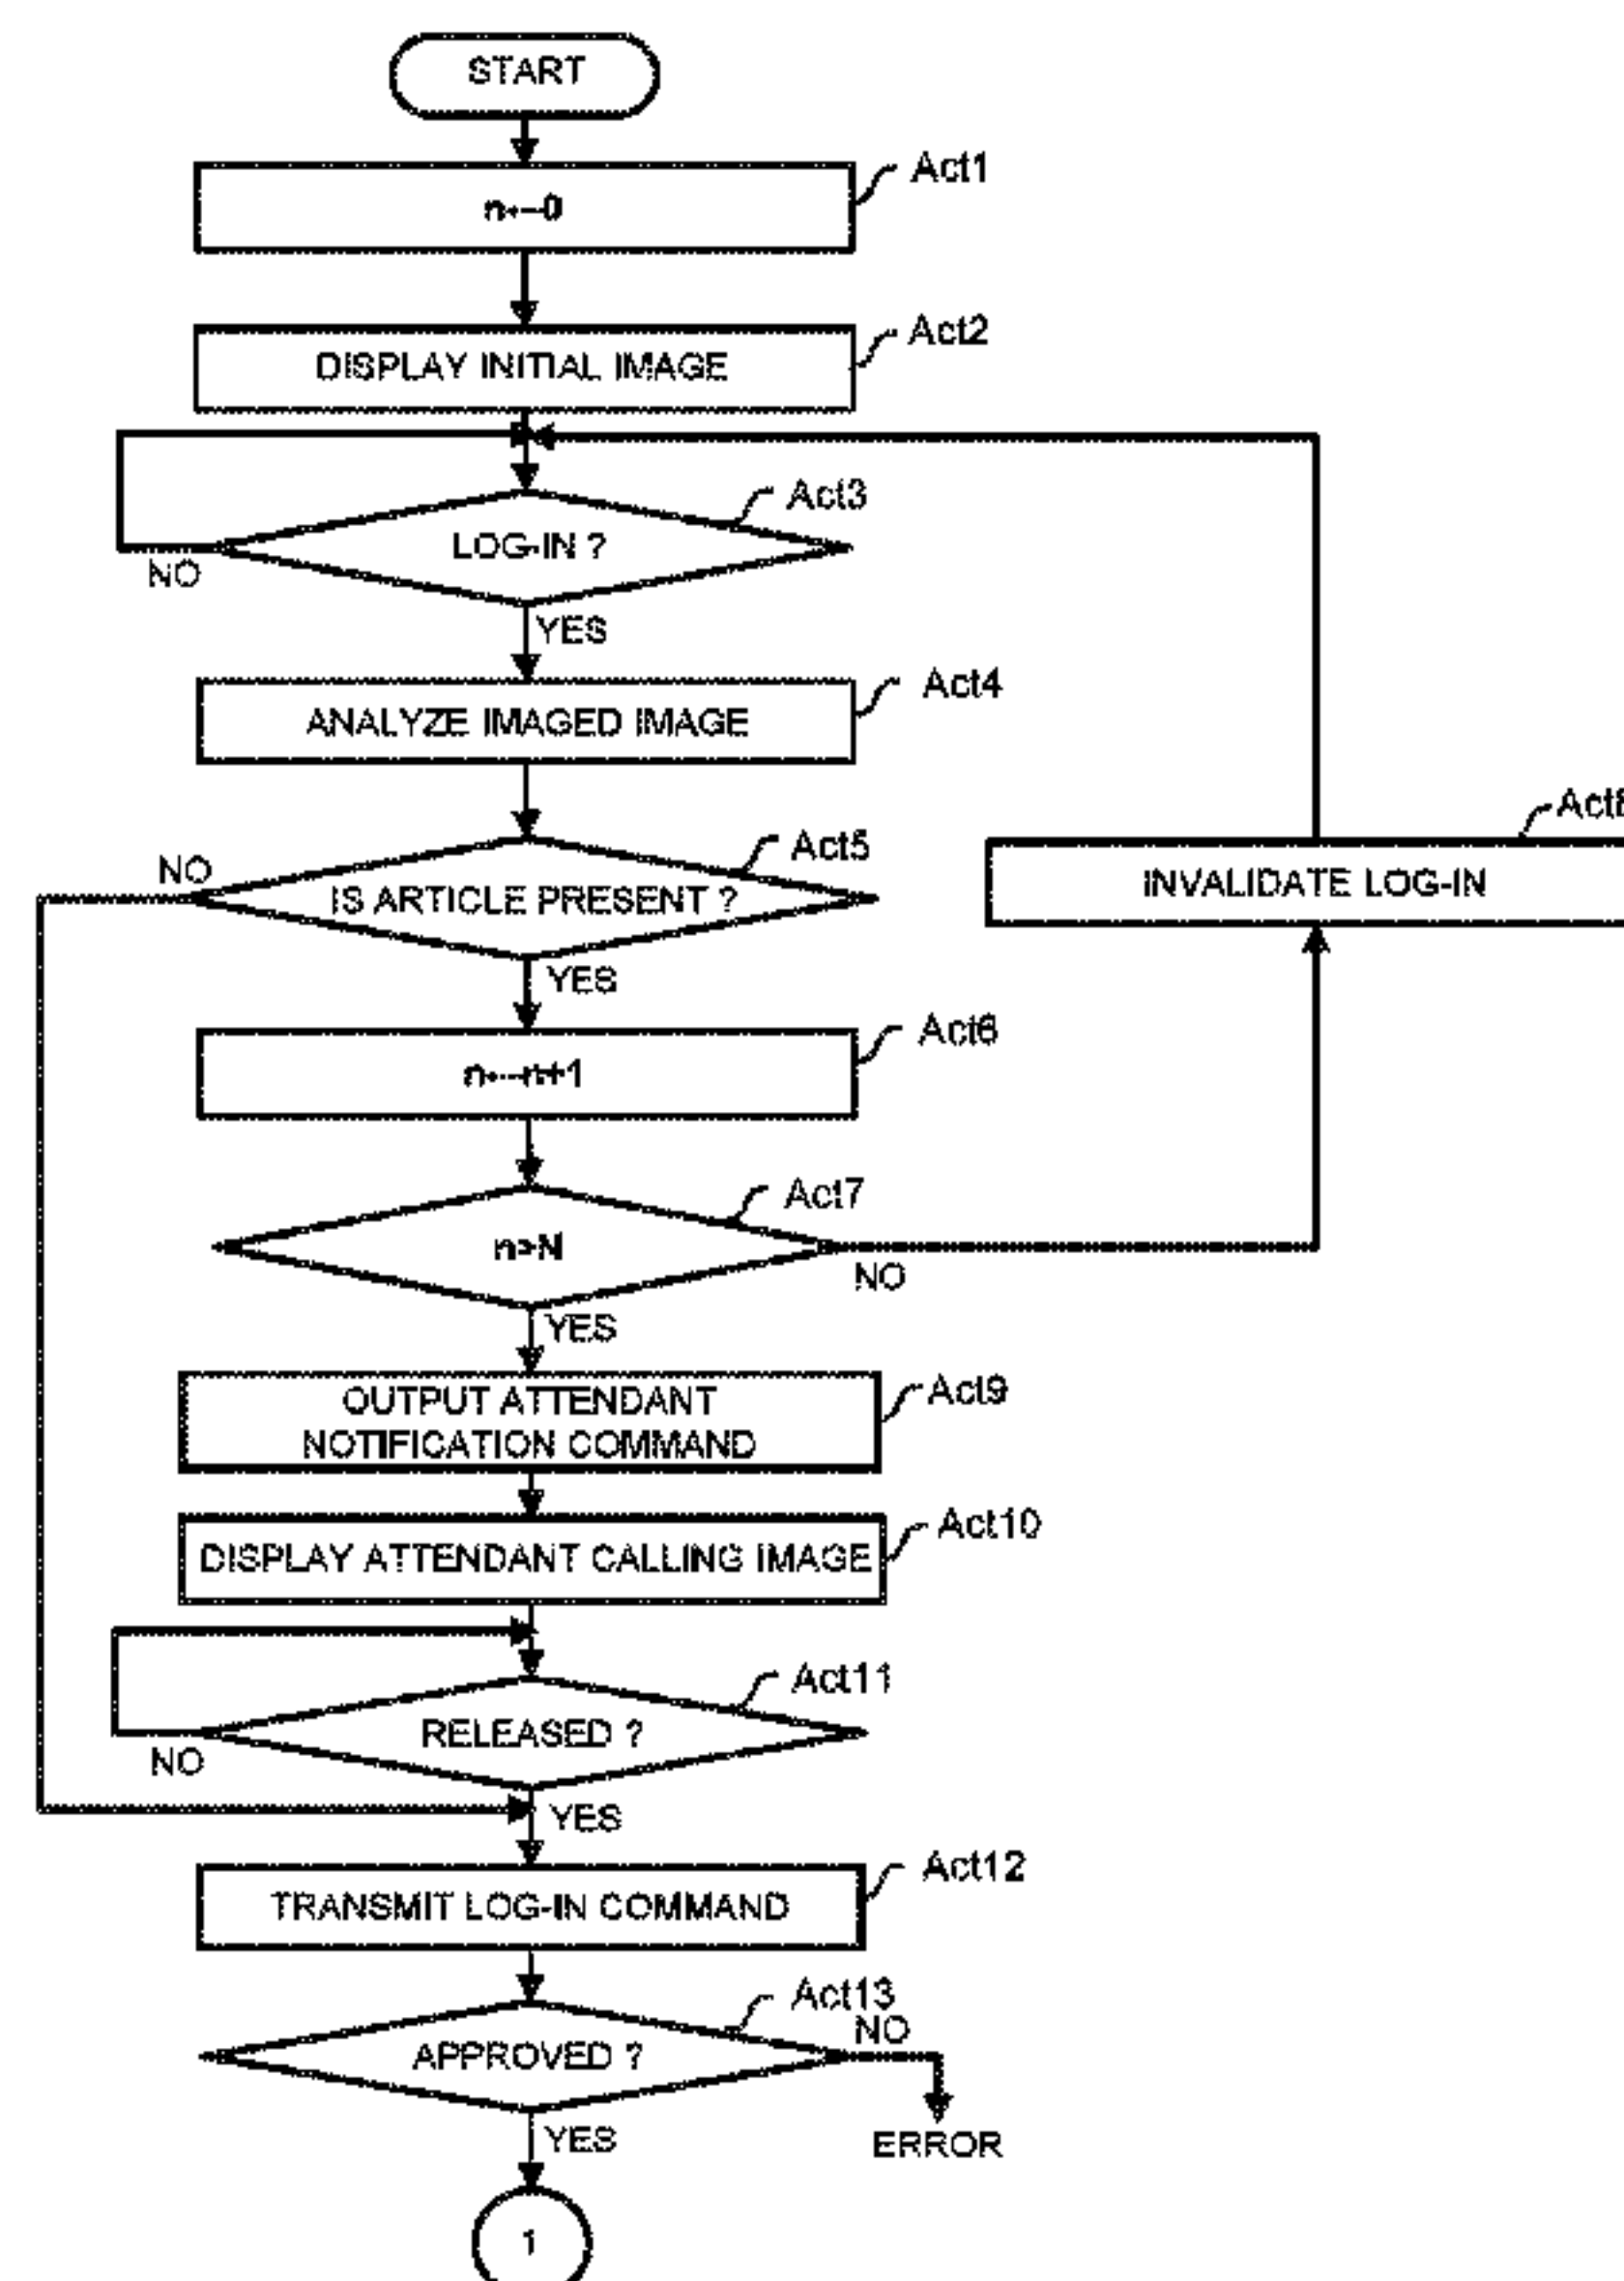 START
Act1
n←0
Act2
DISPLAY INITIAL IMAGE
Act3
LOG-IN ?
NO
YES
Act4
ANALYZE IMAGED IMAGE
Act5
NO
IS ARTICLE PRESENT ?
YES
Act8
INVALIDATE LOG-IN
Act6
n←n+1
Act7
n>N
NO
YES
Act9
OUTPUT ATTENDANT
NOTIFICATION COMMAND
Act10
DISPLAY ATTENDANT CALLING IMAGE
Act11
RELEASED ?
NO
YES
Act12
TRANSMIT LOG-IN COMMAND
Act13
NO
APPROVED ?
YES
ERROR
1